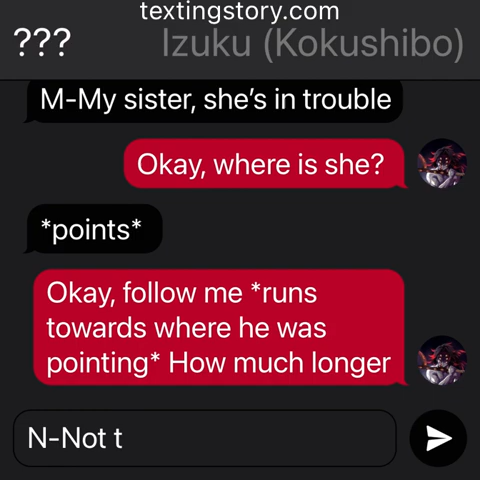 textingstory.com
??? Izuku (Kokushibo)
M-My sister, she’s in trouble
Okay, where is she?
*points*
Okay, follow me *runs
towards where he was
pointing* How much longer
N-Not t